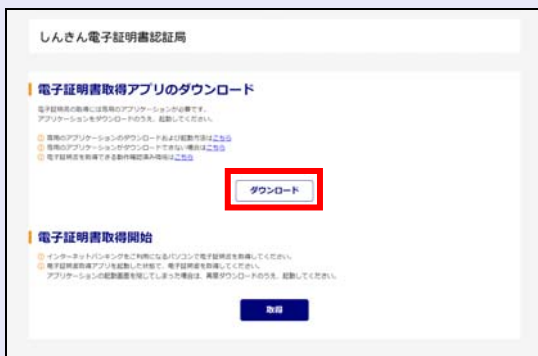 しんきん電子証明書認証局
電子証明書取得アプリのダウンロード
電子証明書の取得には専用のアプリケーションが必要です。
アプリケーションをダウンロードのうえ、起動してください。
専用のアプリケーションのダウンロードおよび起動方法はこちら
専用のアプリケーションがダウンロードできない場合はこちら
電子証明書を取得できる動作確認済み環境はこちら
ダウンロード
電子証明書取得開始
インターネットバンキングをご利用になるパソコンで電子証明書を取得してください。
電子証明書取得アプリを起動した状態で、電子証明書を取得してください。
アプリケーションの起動画面を閉じてしまった場合は、再度ダウンロードのうえ、起動してください。
取得